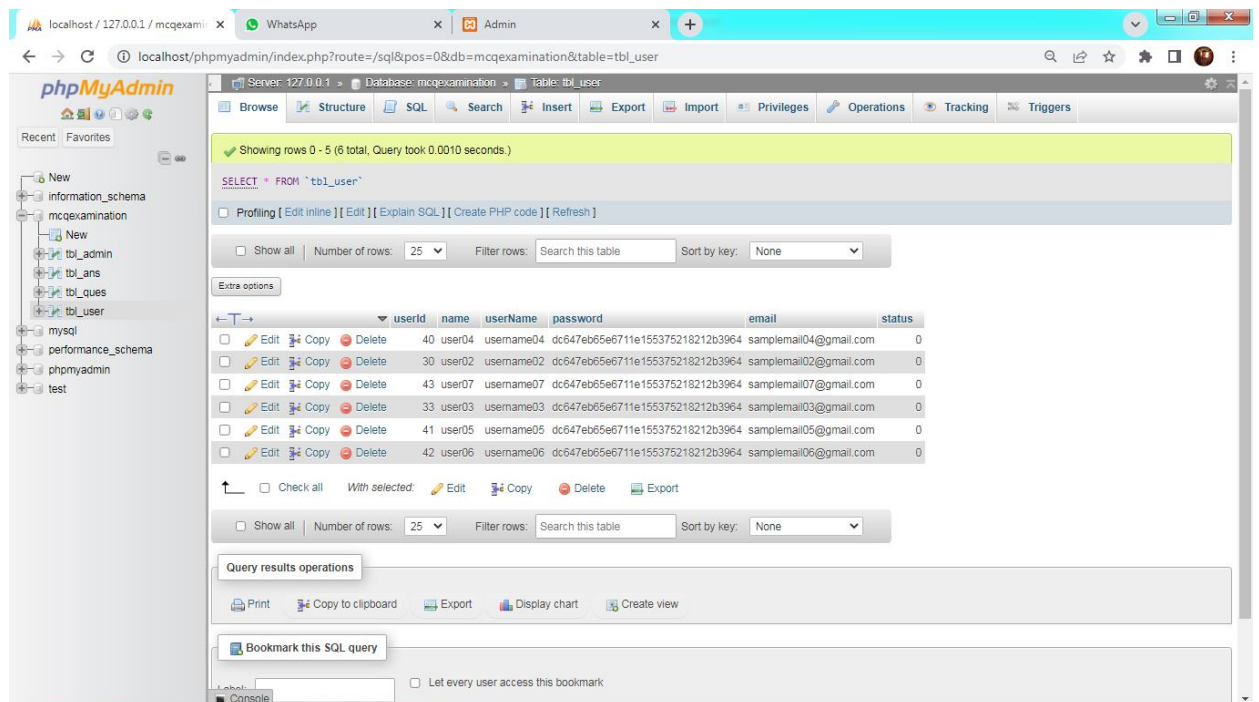 localhost / 127.0.0.1 / mcqexami × WhatsApp × Admin × +
localhost/phpmyadmin/index.php?route=/sql&pos=0&db=mcqexamination&table=tbl_user
phpMyAdmin
Recent Favorites
New
information_schema
mcqexamination
New
tbl_admin
tbl_ans
tbl_ques
tbl_user
mysql
performance_schema
phpmyadmin
test
Server: 127.0.0.1 » Database: mcqexamination » Table: tbl_user
Browse Structure SQL Search Insert Export Import Privileges Operations Tracking Triggers
Showing rows 0 - 5 (6 total, Query took 0.0010 seconds.)
SELECT * FROM `tbl_user`
Profiling [ Edit inline ] [ Edit ] [ Explain SQL ] [ Create PHP code ] [ Refresh ]
Show all | Number of rows: 25 Filter rows: Search this table Sort by key: None
Extra options
←T→ userId name userName password email status
Edit Copy Delete 40 user04 username04 dc647eb65e6711e155375218212b3964 samplemail04@gmail.com 0
Edit Copy Delete 30 user02 username02 dc647eb65e6711e155375218212b3964 samplemail02@gmail.com 0
Edit Copy Delete 43 user07 username07 dc647eb65e6711e155375218212b3964 samplemail07@gmail.com 0
Edit Copy Delete 33 user03 username03 dc647eb65e6711e155375218212b3964 samplemail03@gmail.com 0
Edit Copy Delete 41 user05 username05 dc647eb65e6711e155375218212b3964 samplemail05@gmail.com 0
Edit Copy Delete 42 user06 username06 dc647eb65e6711e155375218212b3964 samplemail06@gmail.com 0
Check all With selected: Edit Copy Delete Export
Show all | Number of rows: 25 Filter rows: Search this table Sort by key: None
Query results operations
Print Copy to clipboard Export Display chart Create view
Bookmark this SQL query
Label: Let every user access this bookmark
Console